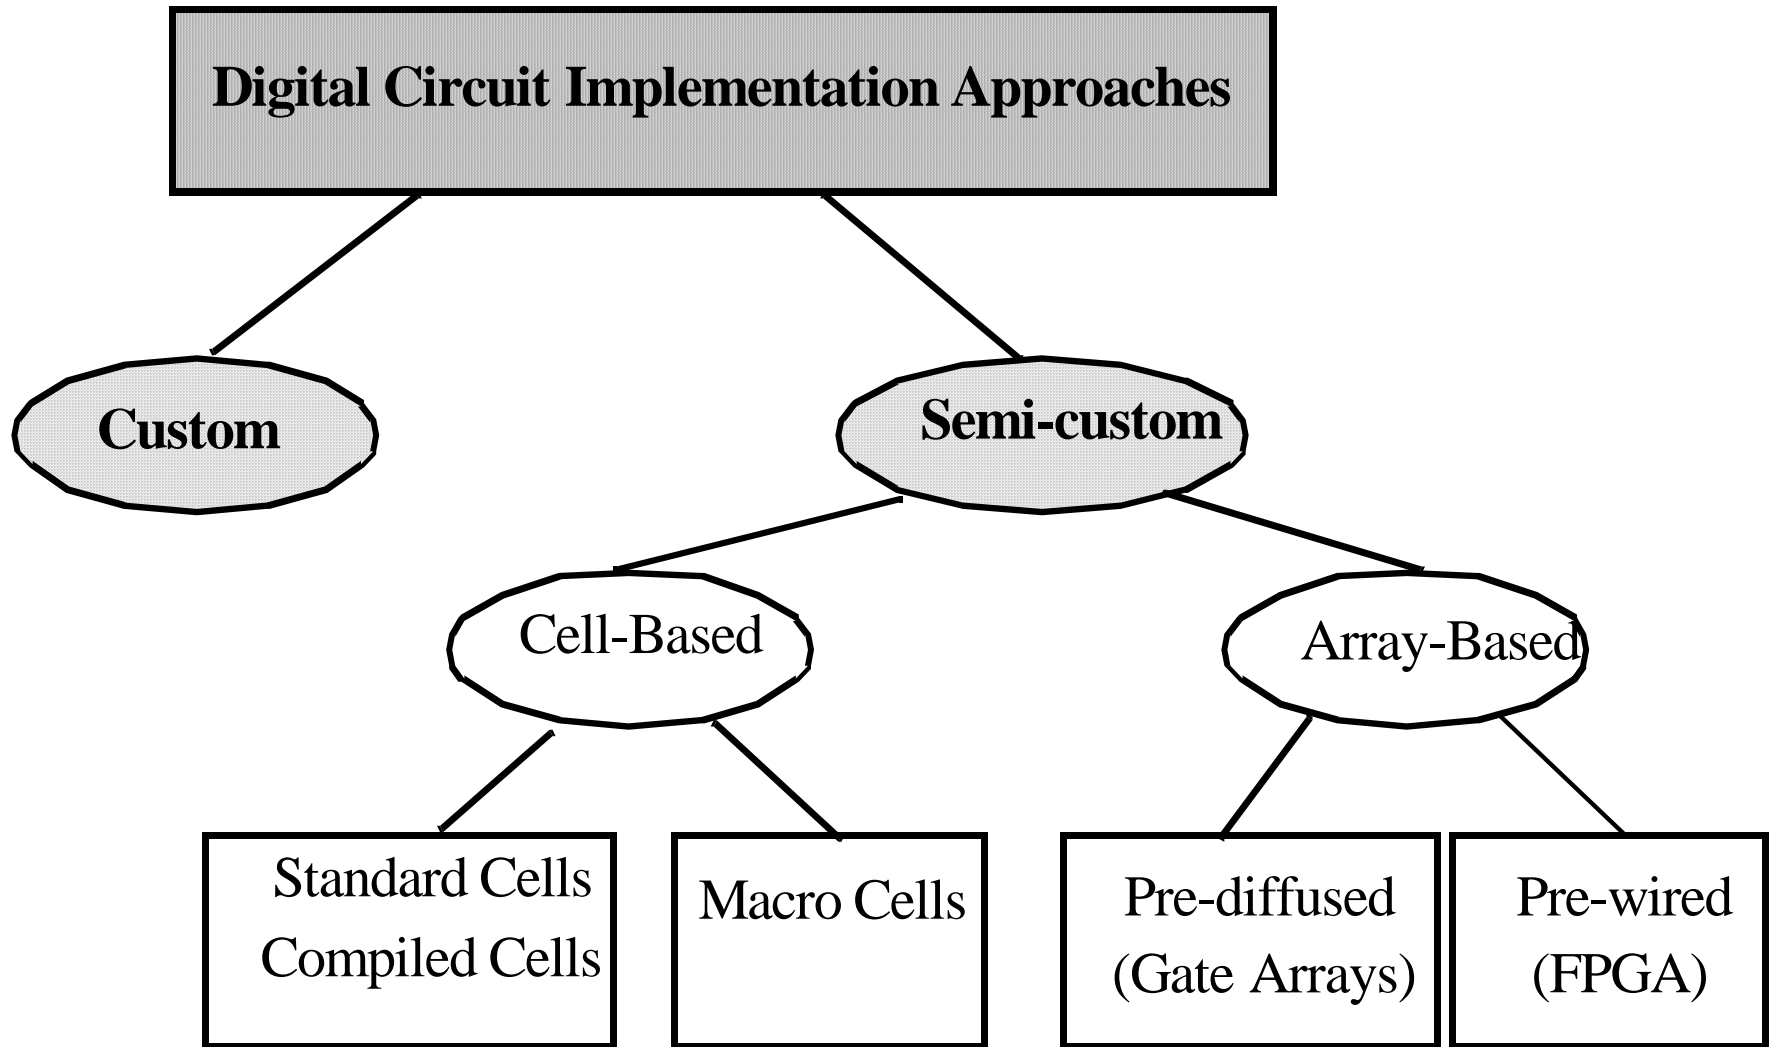 Digital Circuit Implementation Approaches
Custom
Semi-custom
Cell-Based
Array-Based
Standard Cells
Compiled Cells
Macro Cells
Pre-diffused
(Gate Arrays)
Pre-wired
(FPGA)